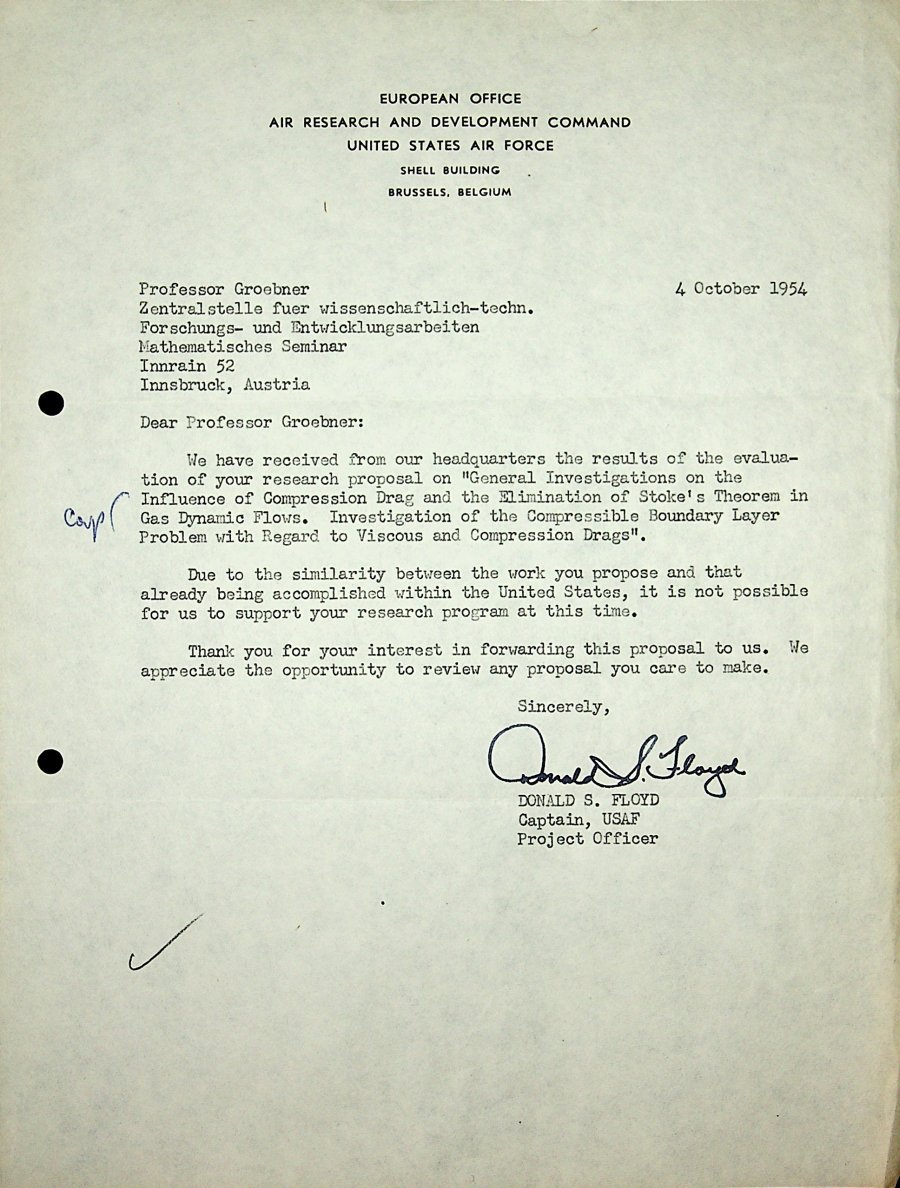 EUROPEAN OFFICE
AIR RESEARCH AND DEVELOPMENT COMMAND
UNITED STATES AIR FORCE
SHELL BUILDING
BRUSSELS, BELGIUM
Professor Groebner 4 October 1954
Zentralstelle fuer wissenschaftlich-techn.
Forschungs- und Entwicklungsarbeiten
Mathematisches Seminar
Innrain 52
Innsbruck, Austria
Dear Professor Groebner:
We have received from our headquarters the results of the evalua-
tion of your research proposal on "General Investigations on the
Influence of Compression Drag and the Elimination of Stoke's Theorem in
Gas Dynamic Flows. Investigation of the Compressible Boundary Layer
Problem with Regard to Viscous and Compression Drags".
Due to the similarity between the work you propose and that
already being accomplished within the United States, it is not possible
for us to support your research program at this time.
Thank you for your interest in forwarding this proposal to us. We
appreciate the opportunity to review any proposal you care to make.
Sincerely,
Donald S. Floyd
DONALD S. FLOYD
Captain, USAF
Project Officer